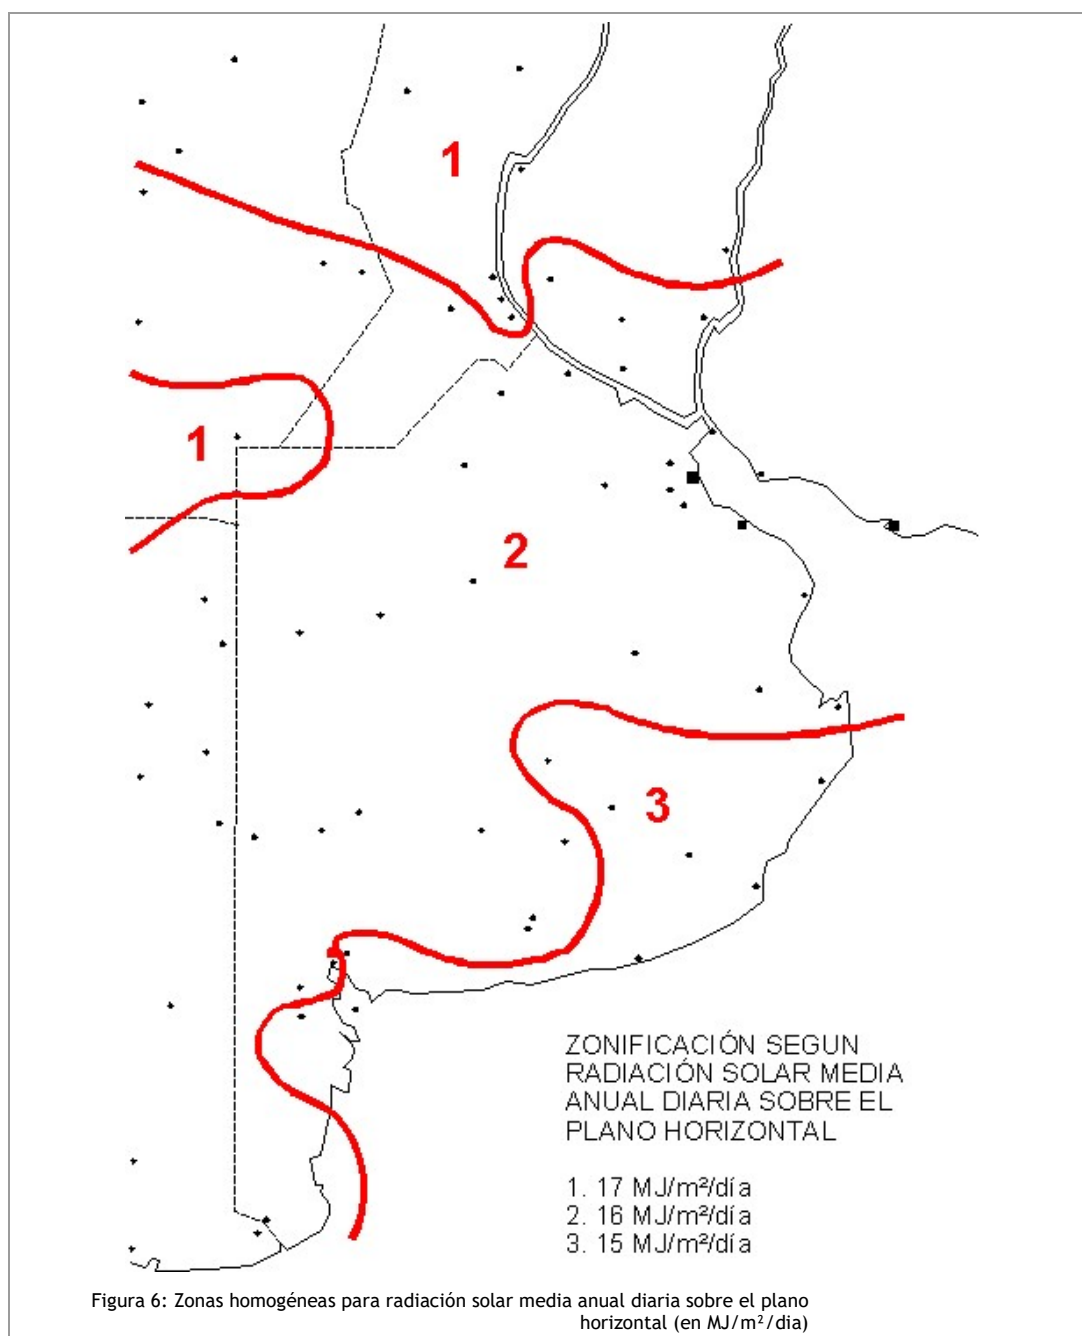 1
1
2
3
ZONIFICACIÓN SEGUN
RADIACIÓN SOLAR MEDIA
ANUAL DIARIA SOBRE EL
PLANO HORIZONTAL
1. 17 MJ/m²/día
2. 16 MJ/m²/día
3. 15 MJ/m²/día
Figura 6: Zonas homogéneas para radiación solar media anual diaria sobre el plano
horizontal (en MJ/m²/dia)